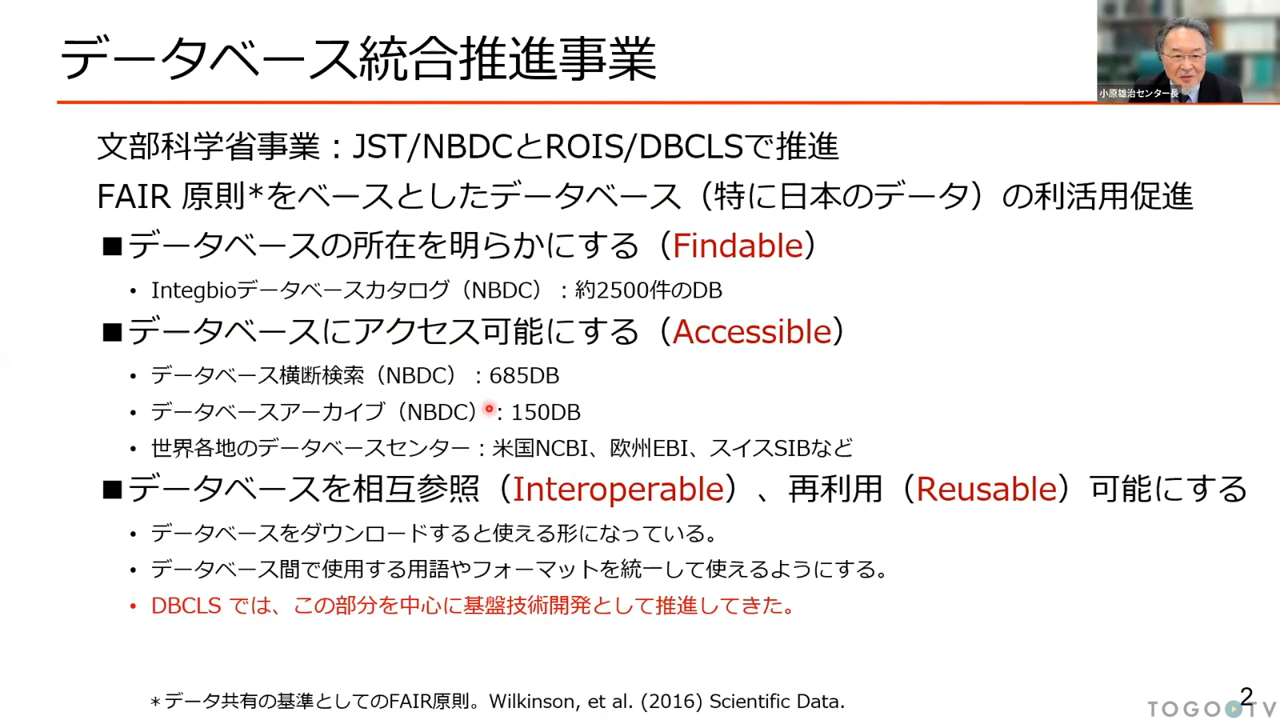 データベース統合推進事業
小原雄治センター長
文部科学省事業：JST/NBDCとROIS/DBCLSで推進
FAIR 原則*をベースとしたデータベース（特に日本のデータ）の利活用促進
■データベースの所在を明らかにする（Findable）
• Integbioデータベースカタログ（NBDC）：約2500件のDB
■データベースにアクセス可能にする（Accessible）
• データベース横断検索（NBDC）：685DB
• データベースアーカイブ（NBDC）：150DB
• 世界各地のデータベースセンター：米国NCBI、欧州EBI、スイスSIBなど
■データベースを相互参照（Interoperable）、再利用（Reusable）可能にする
• データベースをダウンロードすると使える形になっている。
• データベース間で使用する用語やフォーマットを統一して使えるようにする。
• DBCLS では、この部分を中心に基盤技術開発として推進してきた。
＊データ共有の基準としてのFAIR原則。Wilkinson, et al. (2016) Scientific Data.
2
TOGO TV